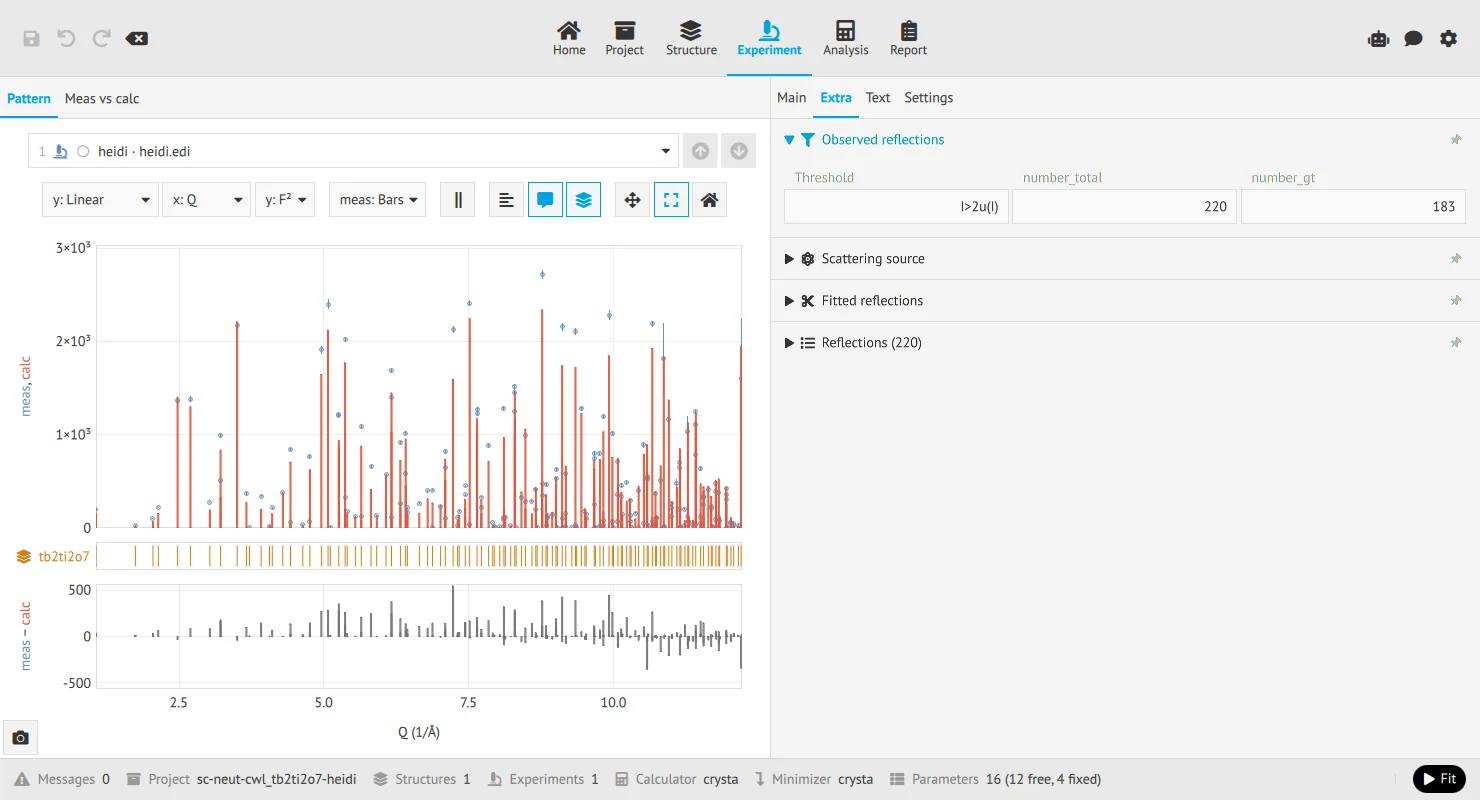 Home
Project
Structure
Experiment
Analysis
Report
Pattern
Meas vs calc
Main
Extra
Text
Settings
1 heidi · heidi.edi
y: Linear
x: Q
y: F²
meas: Bars
Observed reflections
Threshold
number_total
number_gt
I>2u(I)
220
183
Scattering source
Fitted reflections
Reflections (220)
3×10³
2×10³
1×10³
0
meas, calc
tb2ti2o7
500
0
-500
meas − calc
2.5
5.0
7.5
10.0
Q (1/Å)
Messages 0
Project sc-neut-cwl_tb2ti2o7-heidi
Structures 1
Experiments 1
Calculator crysta
Minimizer crysta
Parameters 16 (12 free, 4 fixed)
Fit